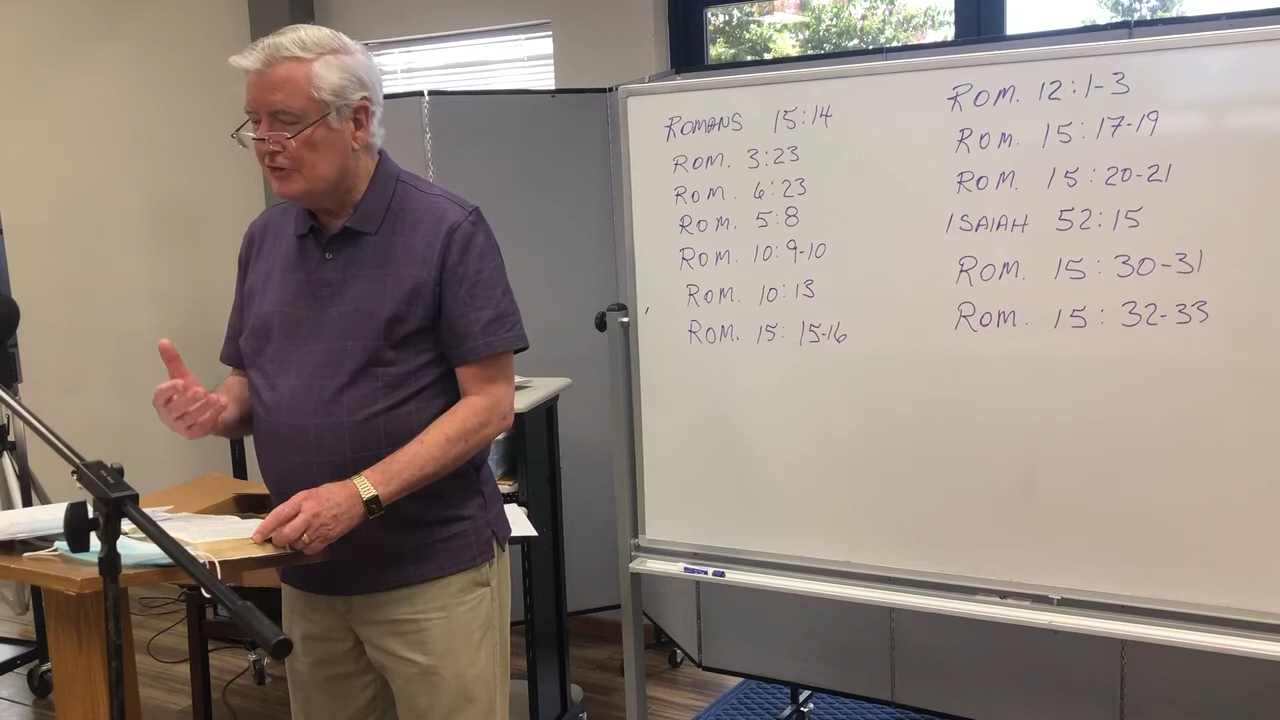 ROMANS 15:14
ROM. 3:23
ROM. 6:23
ROM. 5:8
ROM. 10:9-10
ROM. 10:13
ROM. 15: 15-16
ROM. 12:1-3
ROM. 15:17-19
ROM. 15:20-21
ISAIAH 52:15
ROM. 15:30-31
ROM. 15: 32-33